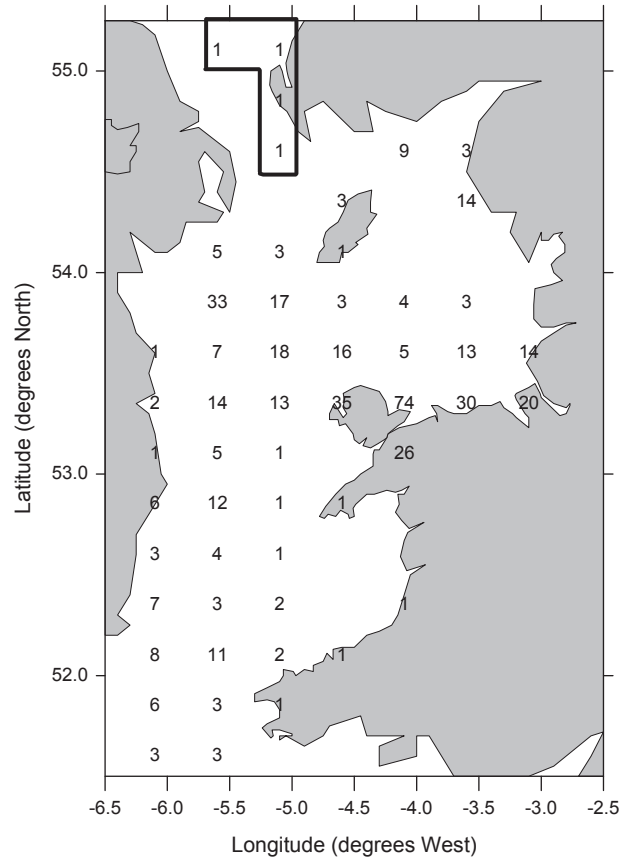 1 1
55.0
1
1 9 3
3 14
5 3 1
54.0
33 17 3 4 3
1 7 18 16 5 13 14
2 14 13 35 74 30 20
1 5 1 26
53.0
6 12 1 1
3 4 1
7 3 2 1
8 11 2 1
52.0
6 3 1
3 3
-6.5 -6.0 -5.5 -5.0 -4.5 -4.0 -3.5 -3.0 -2.5
Longitude (degrees West)
Latitude (degrees North)